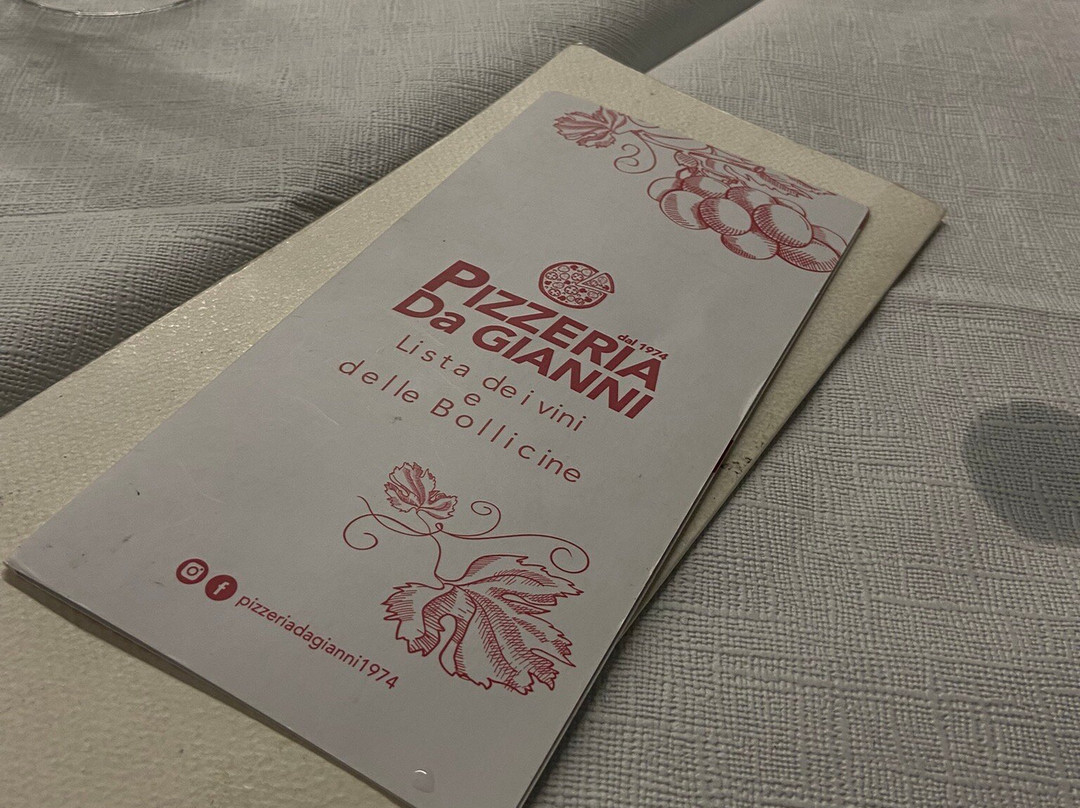 PIZZERIA
dal 1974
Da GIANNI
Lista dei vini
e
delle Bollicine
pizzeriadagianni1974